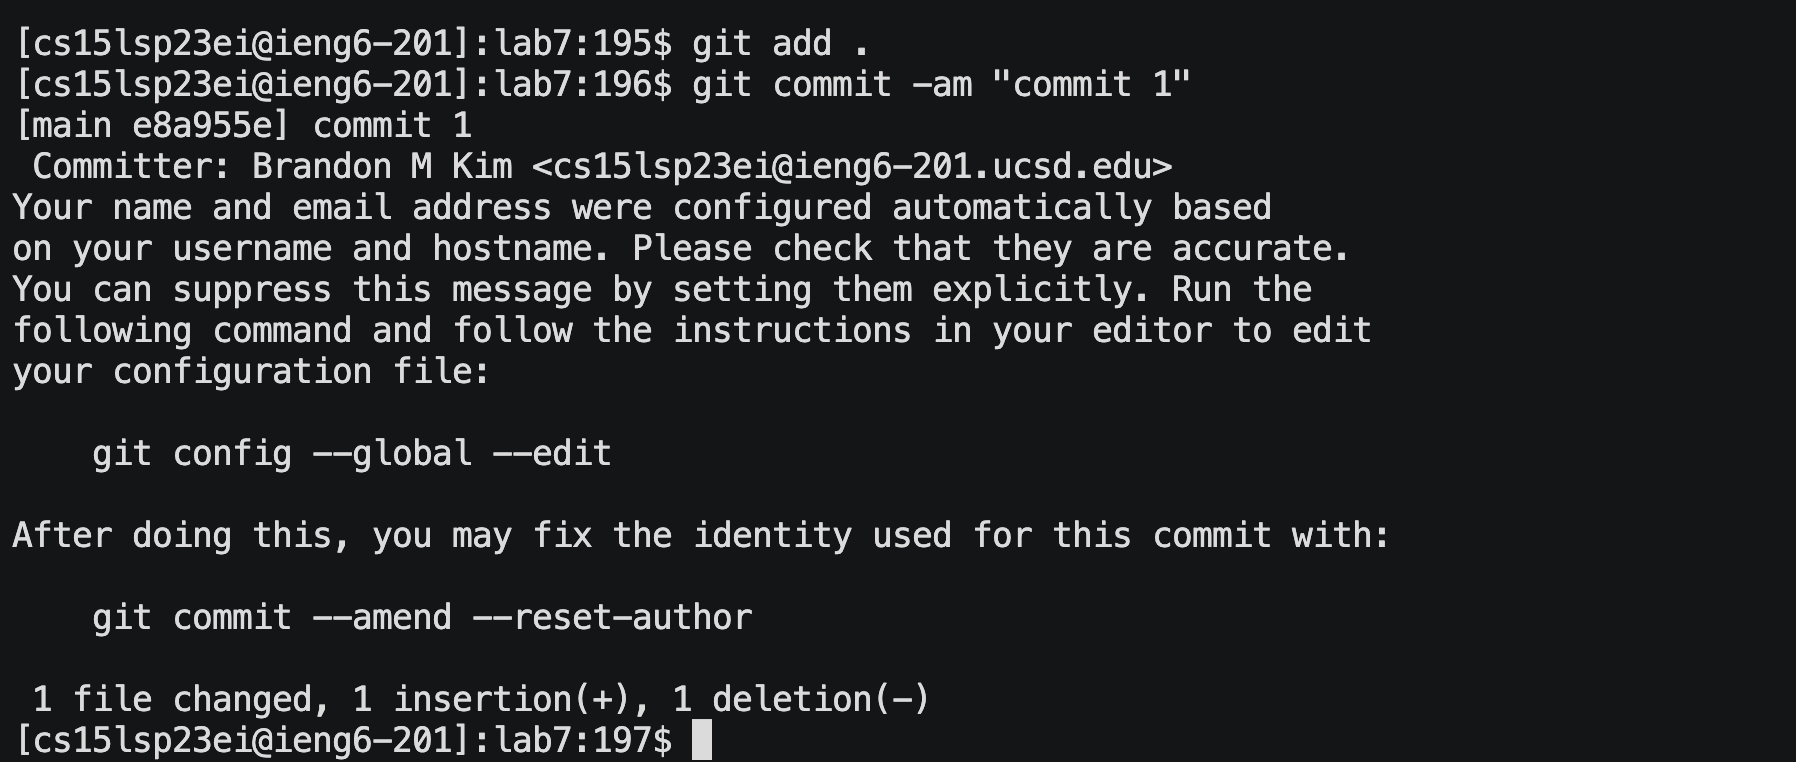 [cs15lsp23ei@ieng6-201]:lab7:195$ git add .
[cs15lsp23ei@ieng6-201]:lab7:196$ git commit -am "commit 1"
[main e8a955e] commit 1
 Committer: Brandon M Kim <cs15lsp23ei@ieng6-201.ucsd.edu>
Your name and email address were configured automatically based
on your username and hostname. Please check that they are accurate.
You can suppress this message by setting them explicitly. Run the
following command and follow the instructions in your editor to edit
your configuration file:

    git config --global --edit

After doing this, you may fix the identity used for this commit with:

    git commit --amend --reset-author

 1 file changed, 1 insertion(+), 1 deletion(-)
[cs15lsp23ei@ieng6-201]:lab7:197$